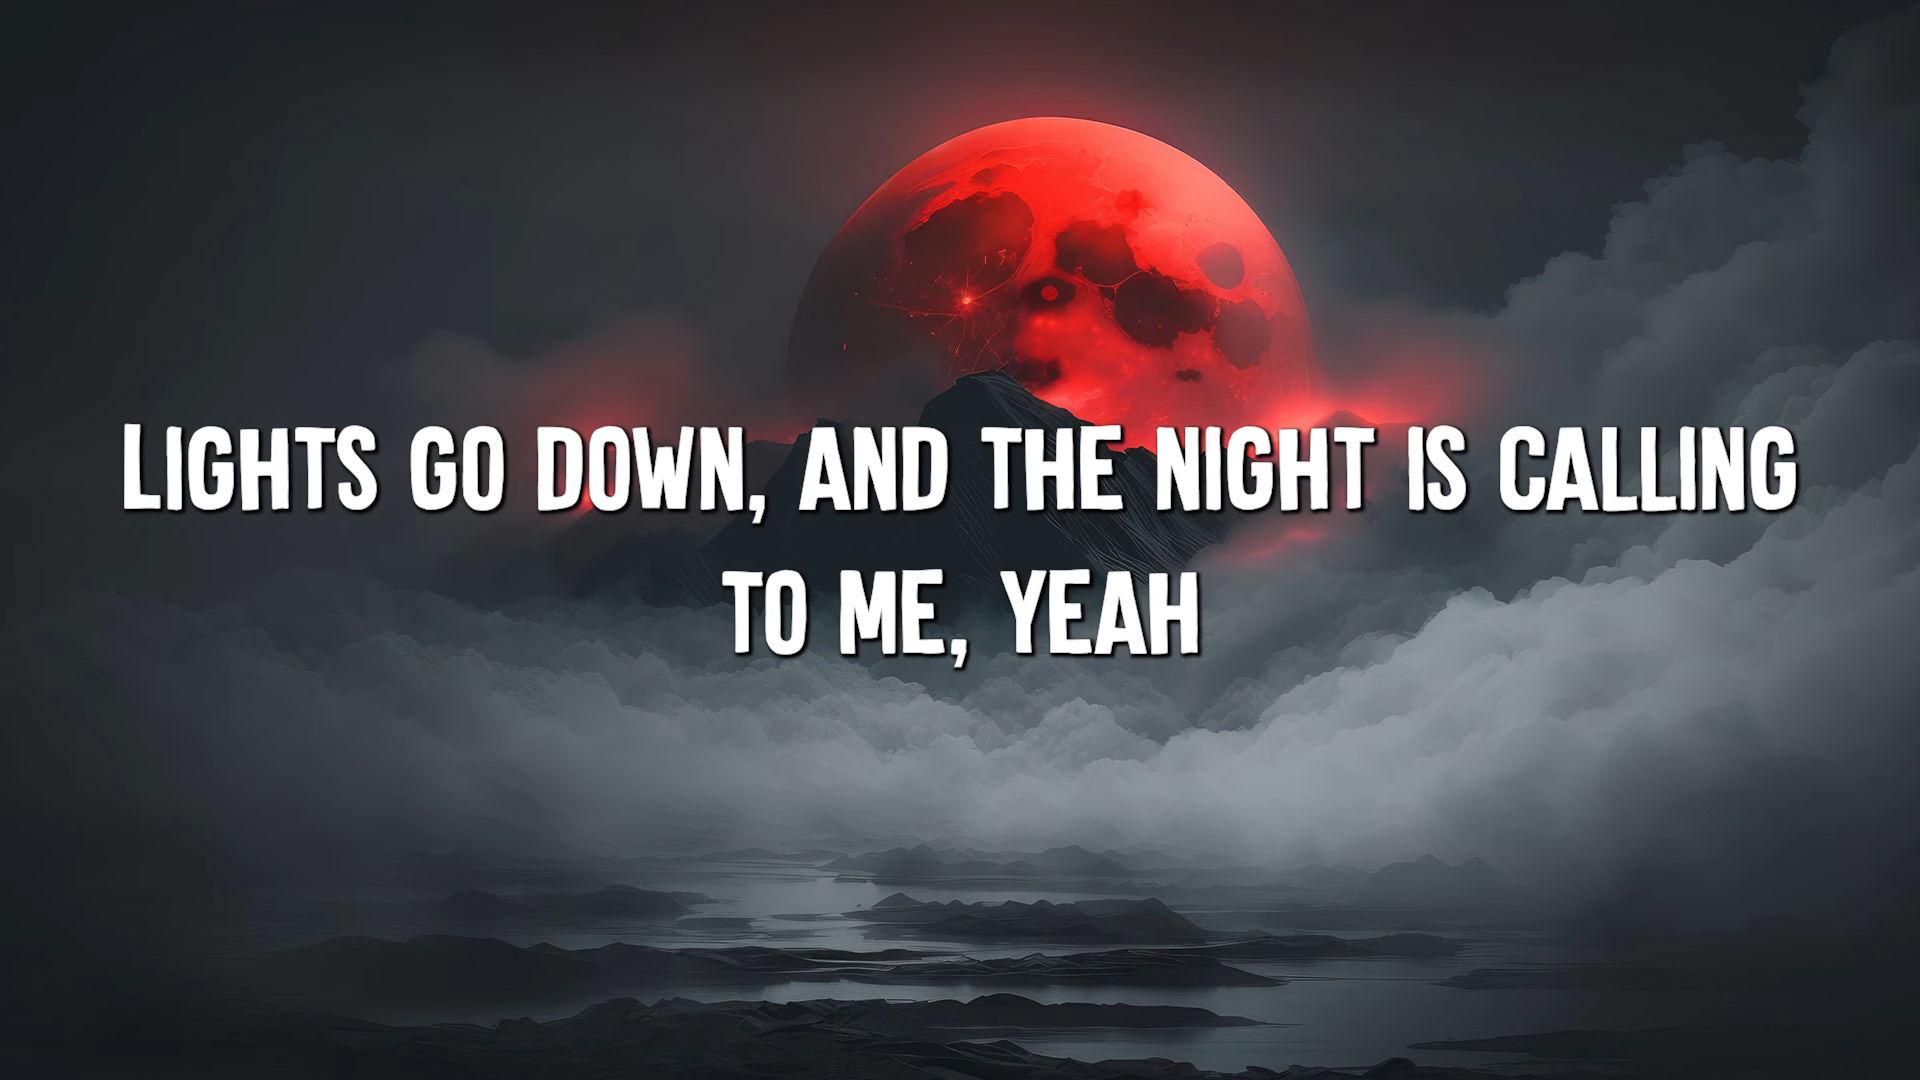 LIGHTS GO DOWN, AND THE NIGHT IS CALLING
TO ME, YEAH